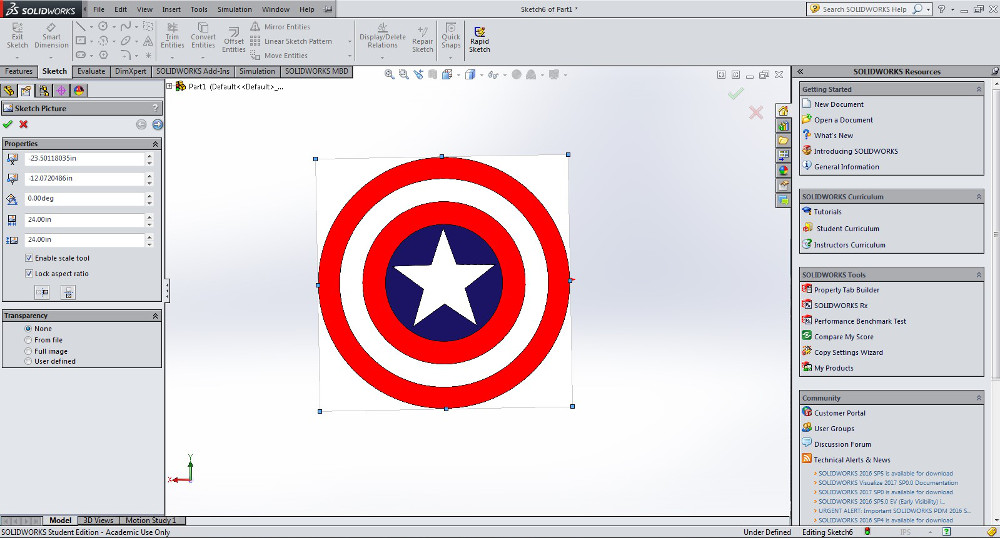 SOLIDWORKS File Edit View Insert Tools Simulation Window Help Sketch6 of Part1 * Search SOLIDWORKS Help
Exit Sketch Smart Dimension Trim Entities Convert Entities Offset Entities Mirror Entities Linear Sketch Pattern Move Entities Display/Delete Relations Repair Sketch Quick Snaps Rapid Sketch
Features Sketch Evaluate DimXpert SOLIDWORKS Add-Ins Simulation SOLIDWORKS MBD
Part1 (Default<<Default>_...
Sketch Picture ?
Properties
-23.50118035in
-12.0720486in
0.00deg
24.00in
24.00in
Enable scale tool
Lock aspect ratio
Transparency
None
From file
Full image
User defined
Y
X
SOLIDWORKS Resources
Getting Started
New Document
Open a Document
What's New
Introducing SOLIDWORKS
General Information
SOLIDWORKS Curriculum
Tutorials
Student Curriculum
Instructors Curriculum
SOLIDWORKS Tools
Property Tab Builder
SOLIDWORKS Rx
Performance Benchmark Test
Compare My Score
Copy Settings Wizard
My Products
Community
Customer Portal
User Groups
Discussion Forum
Technical Alerts & News
SOLIDWORKS 2016 SP5 is available for download
SOLIDWORKS Visualize 2017 SP0.0 Documentation
SOLIDWORKS 2017 SP0 is available for download
SOLIDWORKS 2016 SP5.0 EV (Early Visibility) i...
URGENT ALERT: Important SOLIDWORKS PDM 2016 S...
SOLIDWORKS 2016 SP4 is available for download
Model 3D Views Motion Study 1
SOLIDWORKS Student Edition - Academic Use Only Under Defined Editing Sketch6 IPS